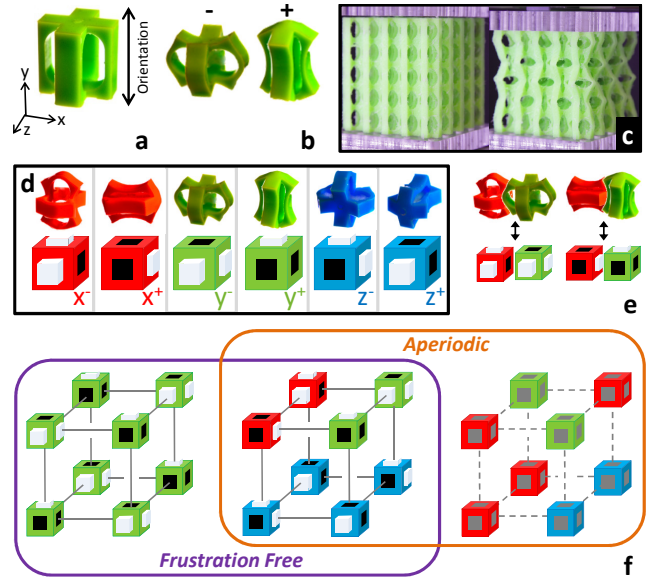 - +
Orientation
y
x
z
a
b
c
d
x⁻ x⁺ y⁻ y⁺ z⁻ z⁺
e
Aperiodic
Frustration Free
f